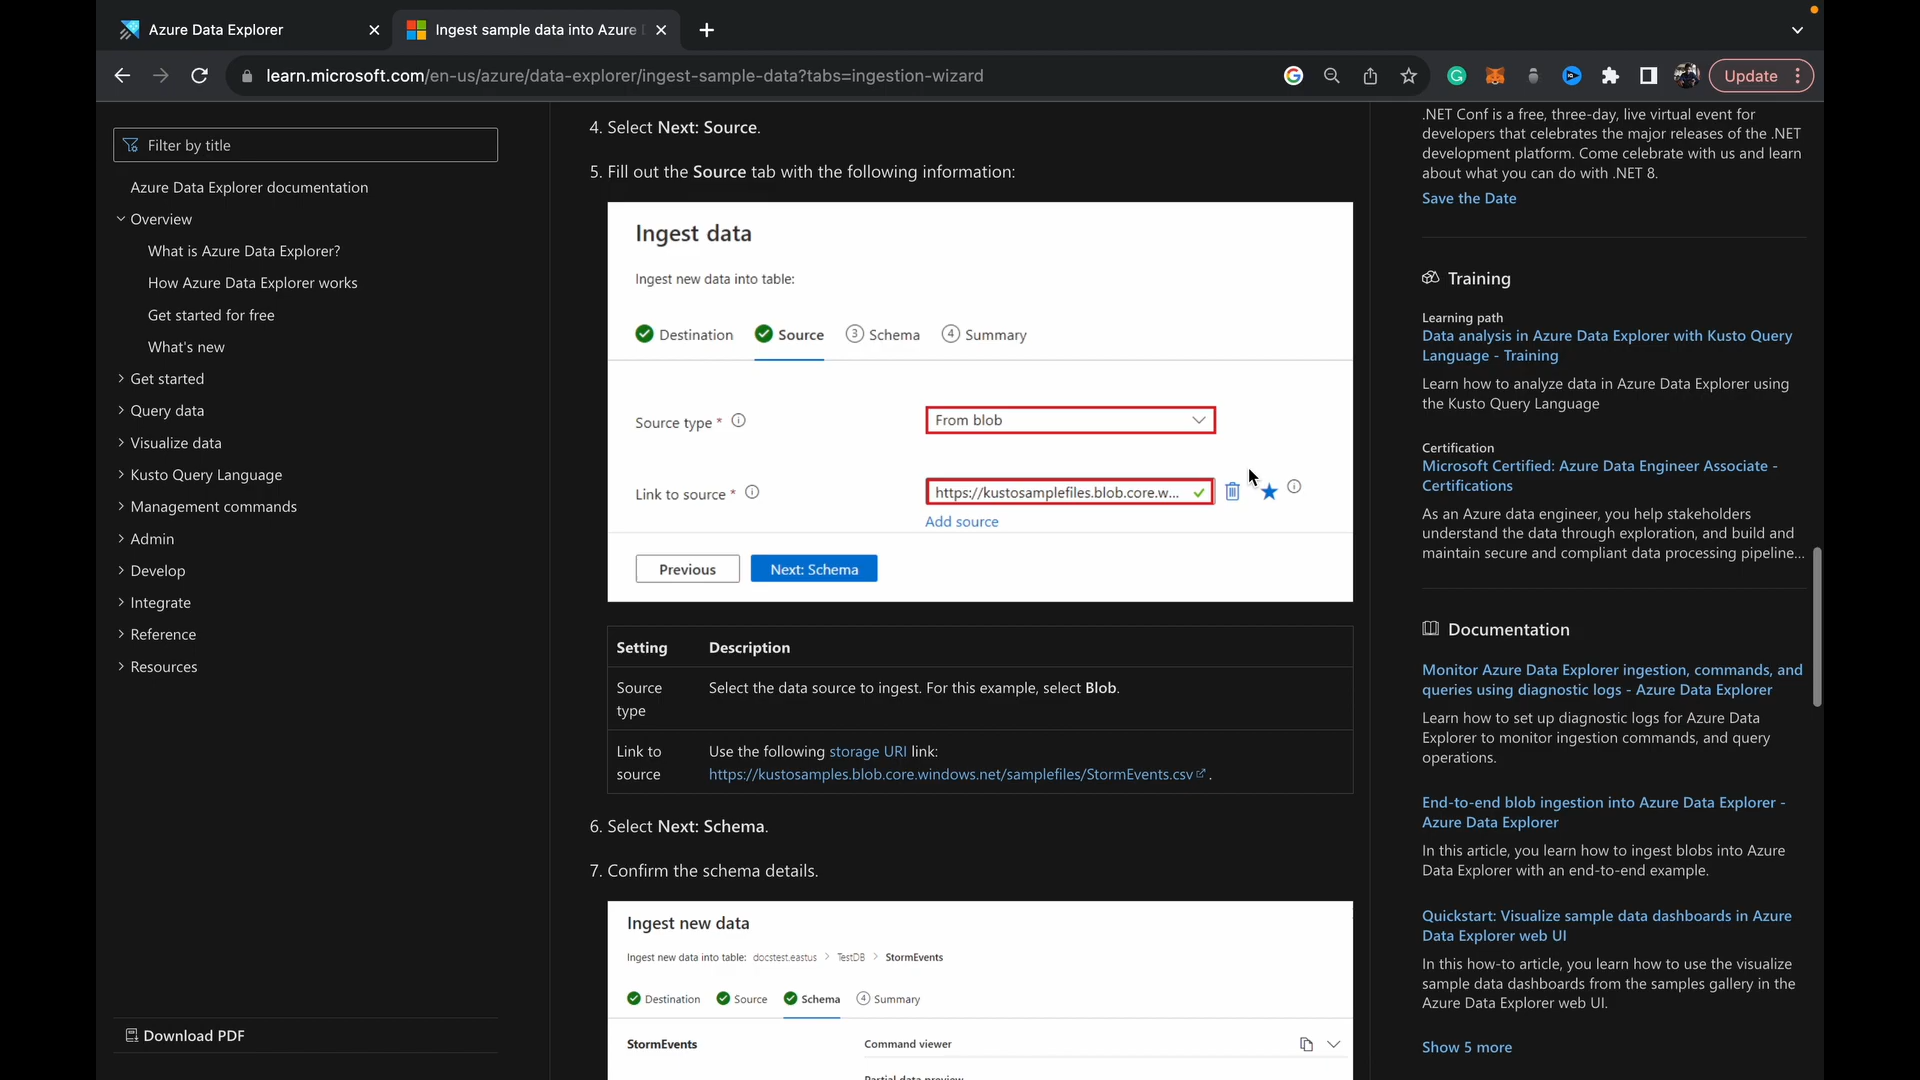 Azure Data Explorer
Ingest sample data into Azure
learn.microsoft.com/en-us/azure/data-explorer/ingest-sample-data?tabs=ingestion-wizard
Update
Filter by title
Azure Data Explorer documentation
Overview
What is Azure Data Explorer?
How Azure Data Explorer works
Get started for free
What's new
Get started
Query data
Visualize data
Kusto Query Language
Management commands
Admin
Develop
Integrate
Reference
Resources
Download PDF
4. Select Next: Source.
5. Fill out the Source tab with the following information:
Ingest data
Ingest new data into table:
Destination
Source
3 Schema
4 Summary
Source type *
From blob
Link to source *
https://kustosamplefiles.blob.core.w...
Add source
Previous
Next: Schema
Setting
Description
Source
type
Select the data source to ingest. For this example, select Blob.
Link to
source
Use the following storage URI link:
https://kustosamples.blob.core.windows.net/samplefiles/StormEvents.csv .
6. Select Next: Schema.
7. Confirm the schema details.
Ingest new data
Ingest new data into table: docstest.eastus > TestDB > StormEvents
Destination
Source
Schema
4 Summary
StormEvents
Command viewer
Partial data preview
.NET Conf is a free, three-day, live virtual event for
developers that celebrates the major releases of the .NET
development platform. Come celebrate with us and learn
about what you can do with .NET 8.
Save the Date
Training
Learning path
Data analysis in Azure Data Explorer with Kusto Query
Language - Training
Learn how to analyze data in Azure Data Explorer using
the Kusto Query Language
Certification
Microsoft Certified: Azure Data Engineer Associate -
Certifications
As an Azure data engineer, you help stakeholders
understand the data through exploration, and build and
maintain secure and compliant data processing pipeline...
Documentation
Monitor Azure Data Explorer ingestion, commands, and
queries using diagnostic logs - Azure Data Explorer
Learn how to set up diagnostic logs for Azure Data
Explorer to monitor ingestion commands, and query
operations.
End-to-end blob ingestion into Azure Data Explorer -
Azure Data Explorer
In this article, you learn how to ingest blobs into Azure
Data Explorer with an end-to-end example.
Quickstart: Visualize sample data dashboards in Azure
Data Explorer web UI
In this how-to article, you learn how to use the visualize
sample data dashboards from the samples gallery in the
Azure Data Explorer web UI.
Show 5 more